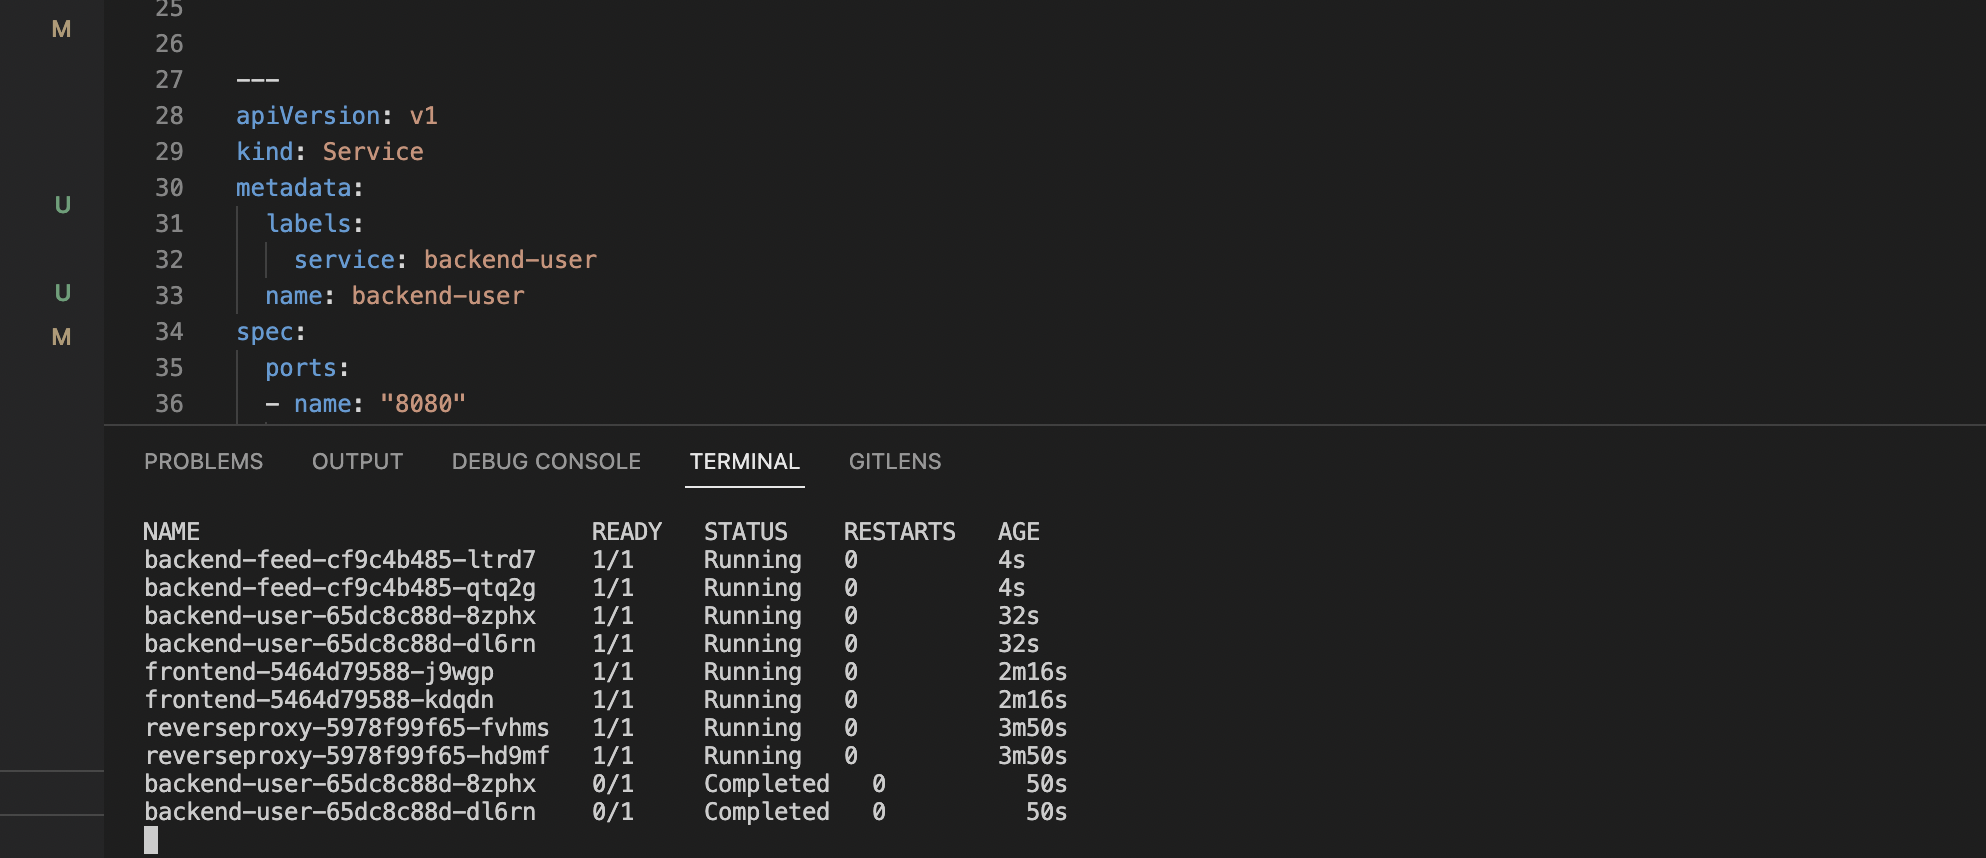 M
U
U
M
25
26
27 ---
28 apiVersion: v1
29 kind: Service
30 metadata:
31 labels:
32 service: backend-user
33 name: backend-user
34 spec:
35 ports:
36 - name: "8080"
PROBLEMS OUTPUT DEBUG CONSOLE TERMINAL GITLENS
NAME READY STATUS RESTARTS AGE
backend-feed-cf9c4b485-ltrd7 1/1 Running 0 4s
backend-feed-cf9c4b485-qtq2g 1/1 Running 0 4s
backend-user-65dc8c88d-8zphx 1/1 Running 0 32s
backend-user-65dc8c88d-dl6rn 1/1 Running 0 32s
frontend-5464d79588-j9wgp 1/1 Running 0 2m16s
frontend-5464d79588-kdqdn 1/1 Running 0 2m16s
reverseproxy-5978f99f65-fvhms 1/1 Running 0 3m50s
reverseproxy-5978f99f65-hd9mf 1/1 Running 0 3m50s
backend-user-65dc8c88d-8zphx 0/1 Completed 0 50s
backend-user-65dc8c88d-dl6rn 0/1 Completed 0 50s